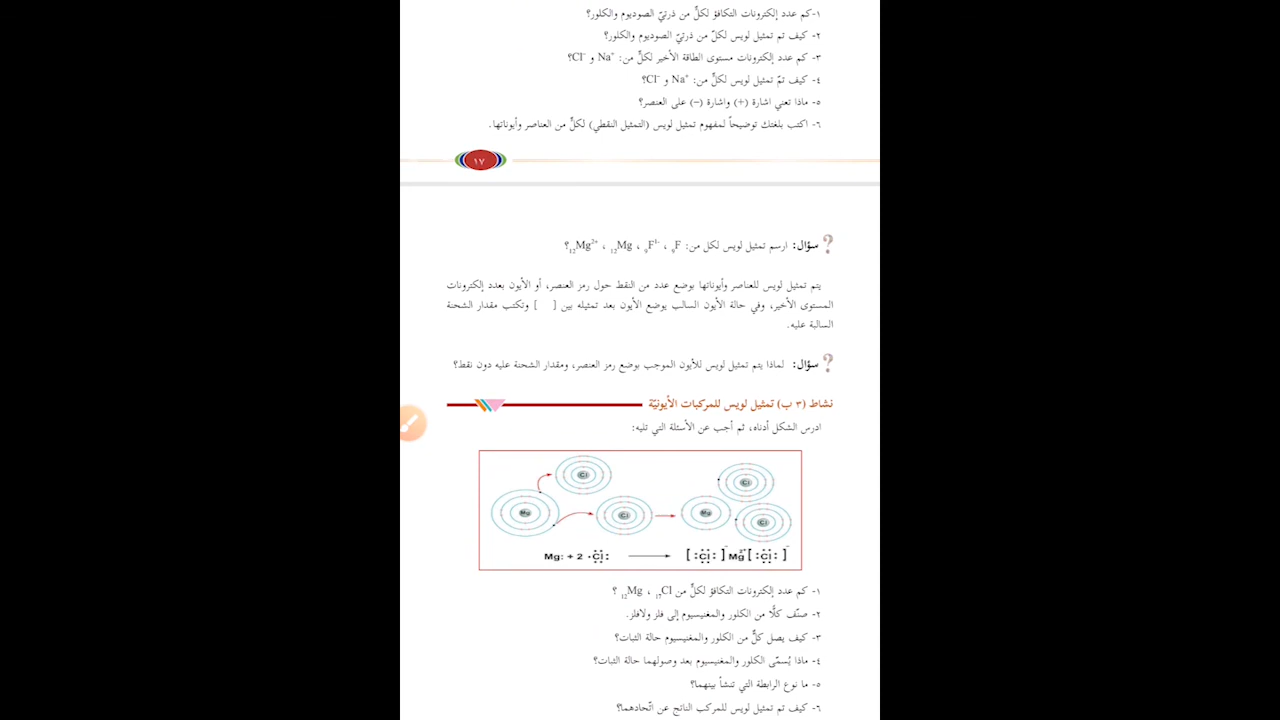 ١- كم عدد إلكترونات التكافؤ لكلٍّ من ذرتيّ الصوديوم والكلور؟
٢- كيف تم تمثيل لويس لكلّ من ذرتيّ الصوديوم والكلور؟
٣- كم عدد إلكترونات مستوى الطاقة الأخير لكلٍّ من: Na⁺ و Cl⁻؟
٤- كيف تمّ تمثيل لويس لكلٍّ من: Na⁺ و Cl⁻؟
٥- ماذا تعني اشارة (+) واشارة (–) على العنصر؟
٦- اكتب بلغتك توضيحاً لمفهوم تمثيل لويس (التمثيل النقطي) لكلٍّ من العناصر وأيوناتها.
١٧
سؤال: ارسم تمثيل لويس لكل من: ₉F ، ₉F¹⁻ ، ₁₂Mg ، ₁₂Mg²⁺؟
يتم تمثيل لويس للعناصر وأيوناتها بوضع عدد من النقط حول رمز العنصر، أو الأيون بعدد إلكترونات
المستوى الأخير، وفي حالة الأيون السالب يوضع الأيون بعد تمثيله بين [ ] وتكتب مقدار الشحنة
السالبة عليه.
سؤال: لماذا يتم تمثيل لويس للأيون الموجب بوضع رمز العنصر، ومقدار الشحنة عليه دون نقط؟
نشاط (٣ ب) تمثيل لويس للمركبات الأيونيّة
ادرس الشكل أدناه، ثم أجب عن الأسئلة التي تليه:
Mg Cl Cl Mg Cl Cl
Mg: + 2 ·Cl: → [:Cl:]⁻ Mg²⁺ [:Cl:]⁻
١- كم عدد إلكترونات التكافؤ لكلٍّ من ₁₇Cl ، ₁₂Mg ؟
٢- صنّف كلًّا من الكلور والمغنيسيوم إلى فلز ولافلز.
٣- كيف يصل كلٌّ من الكلور والمغنيسيوم حالة الثبات؟
٤- ماذا يُسمّى الكلور والمغنيسيوم بعد وصولهما حالة الثبات؟
٥- ما نوع الرابطة التي تنشأ بينهما؟
٦- كيف تم تمثيل لويس للمركب الناتج عن اتّحادهما؟